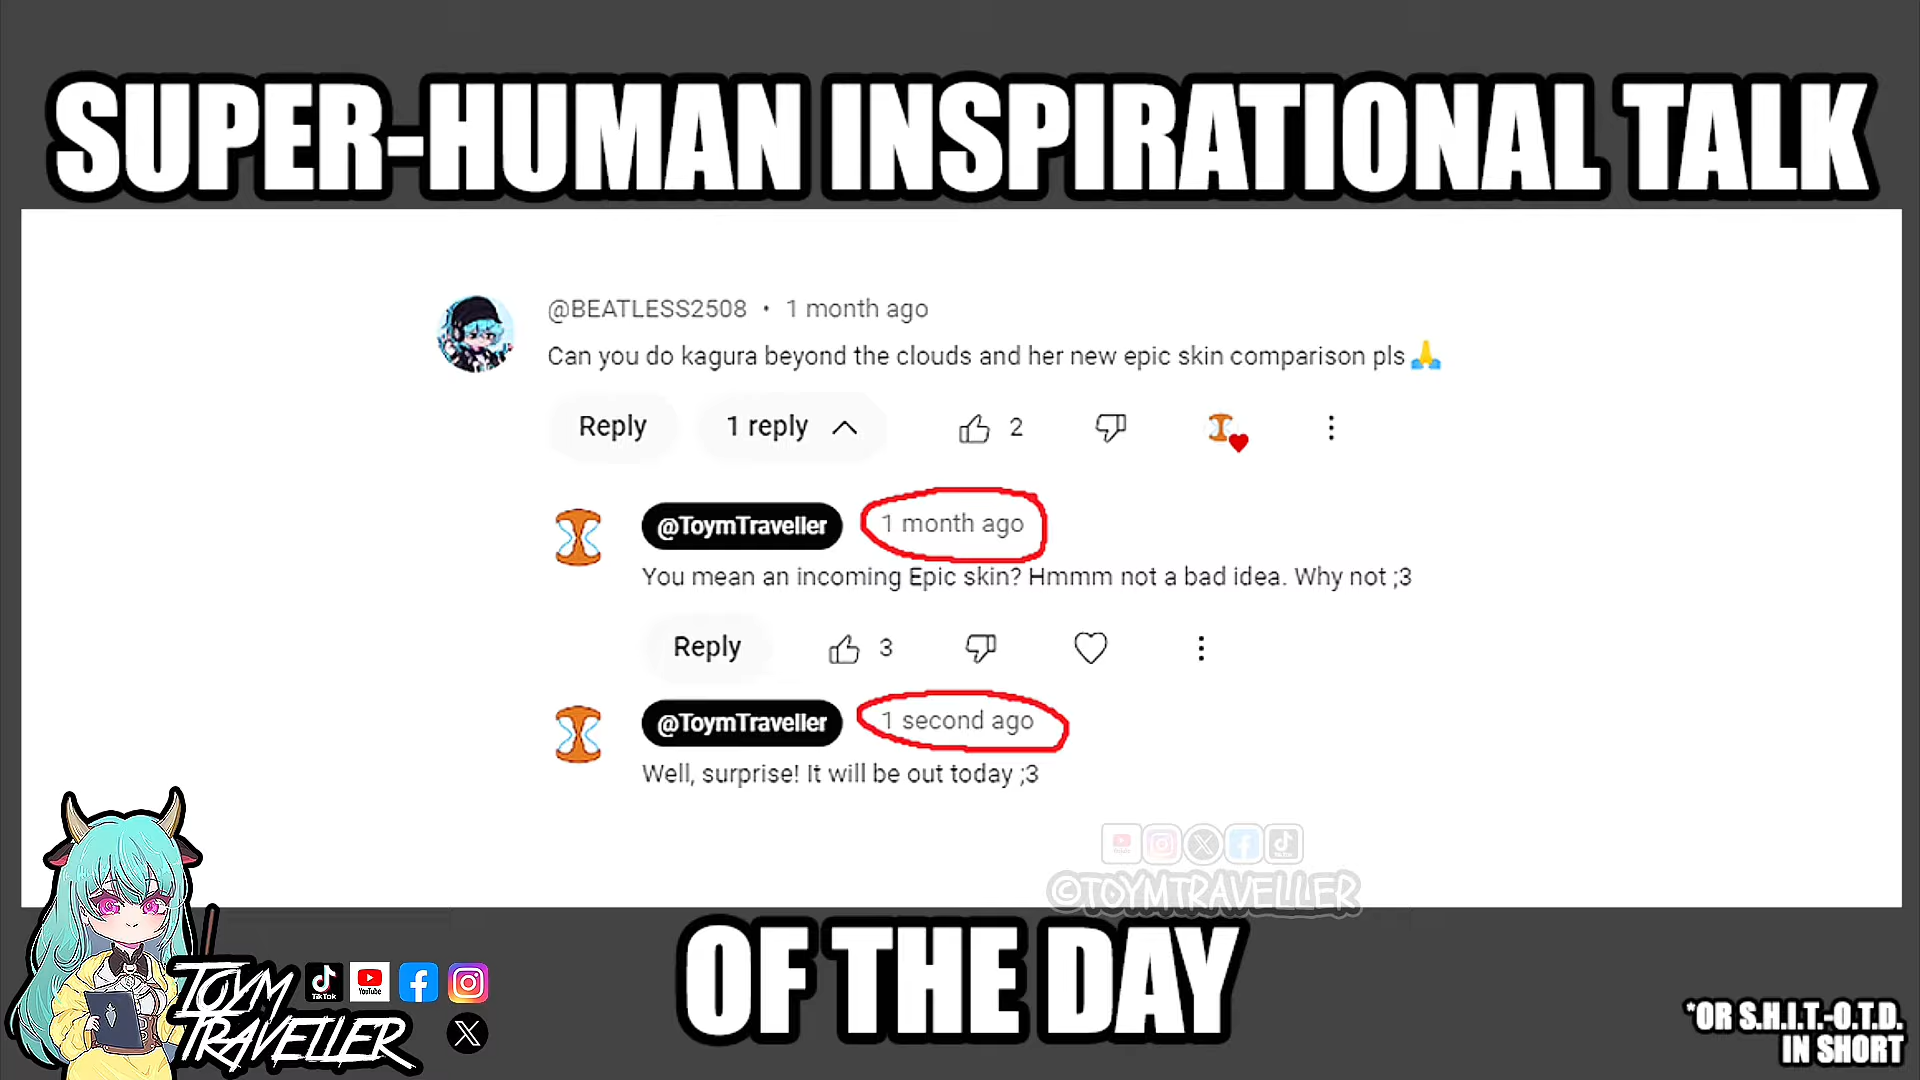 SUPER-HUMAN INSPIRATIONAL TALK
@BEATLESS2508 • 1 month ago
Can you do kagura beyond the clouds and her new epic skin comparison pls 🙏
Reply 1 reply 2
@ToymTraveller 1 month ago
You mean an incoming Epic skin? Hmmm not a bad idea. Why not ;3
Reply 3
@ToymTraveller 1 second ago
Well, surprise! It will be out today ;3
©TOYMTRAVELLER
OF THE DAY
TOYM
TRAVELLER
TikTok
YouTube
*OR S.H.I.T.-O.T.D.
IN SHORT